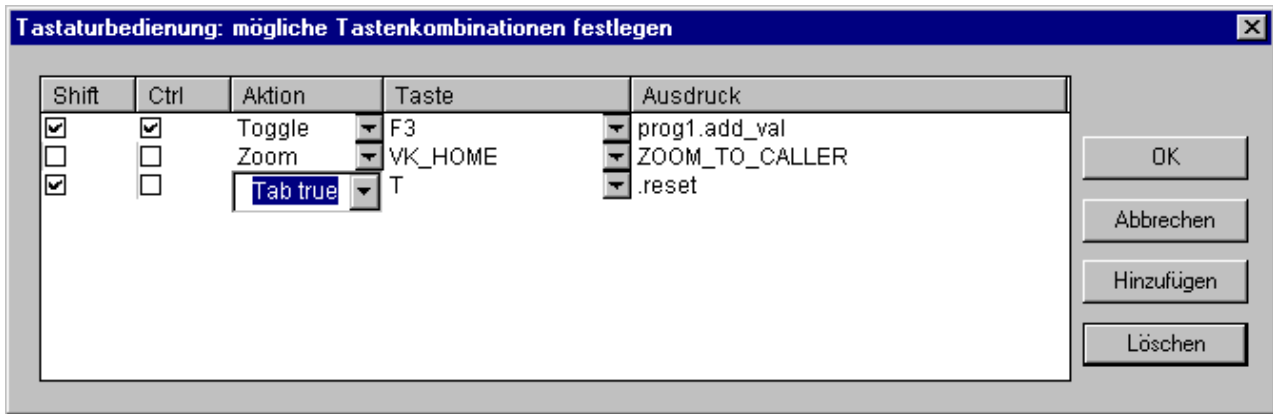 Tastaturbedienung: mögliche Tastenkombinationen festlegen
Shift Ctrl Aktion Taste Ausdruck
Toggle F3 prog1.add_val
Zoom VK_HOME ZOOM_TO_CALLER
Tab true T .reset
OK
Abbrechen
Hinzufügen
Löschen